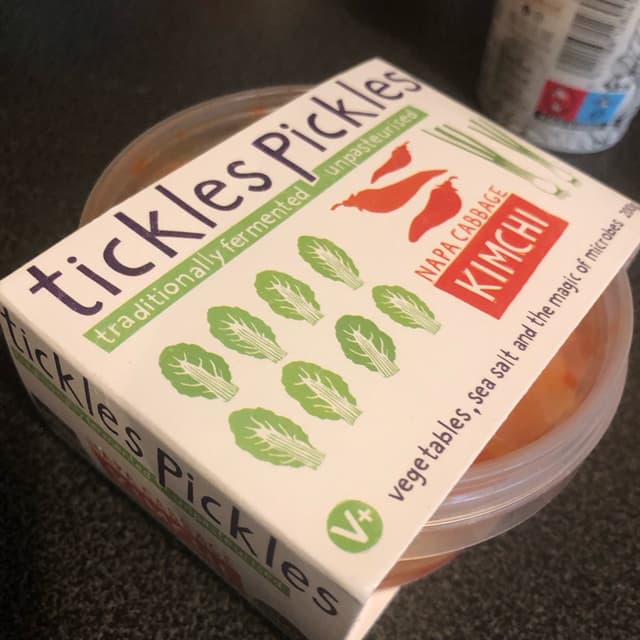 tickles Pickles
traditionally fermented unpasteurised
NAPA CABBAGE
KIMCHI
vegetables, sea salt and the magic of microbes
V+
tickles Pickles